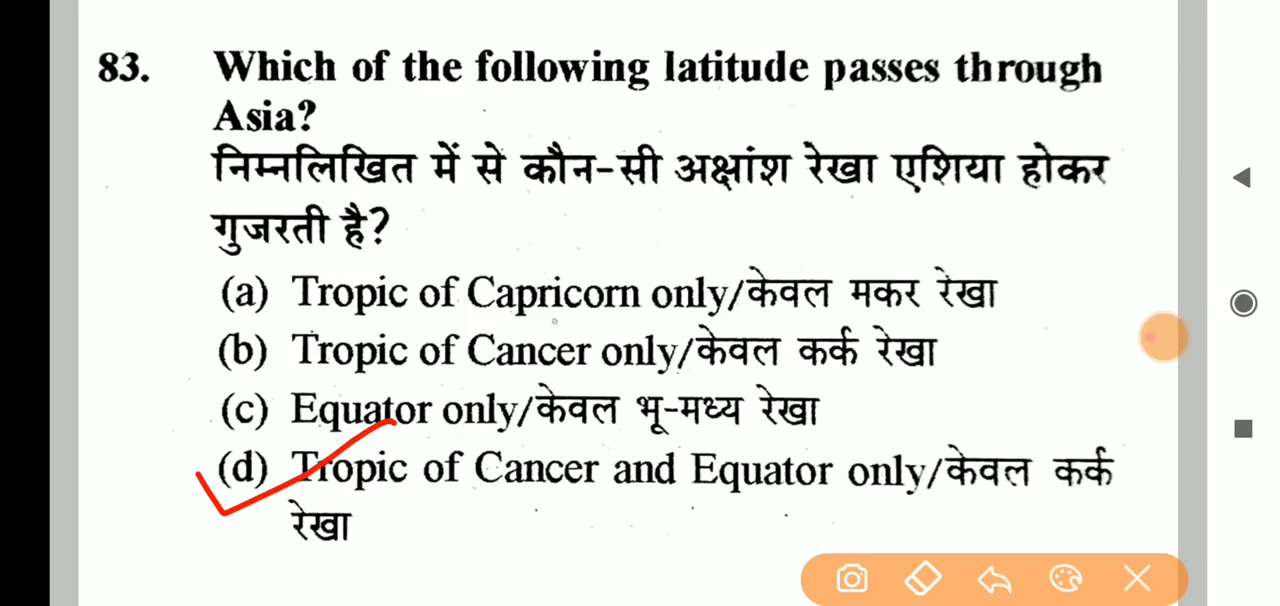 83. Which of the following latitude passes through
Asia?
निम्नलिखित में से कौन-सी अक्षांश रेखा एशिया होकर
गुजरती है?
(a) Tropic of Capricorn only/केवल मकर रेखा
(b) Tropic of Cancer only/केवल कर्क रेखा
(c) Equator only/केवल भू-मध्य रेखा
(d) Tropic of Cancer and Equator only/केवल कर्क
रेखा